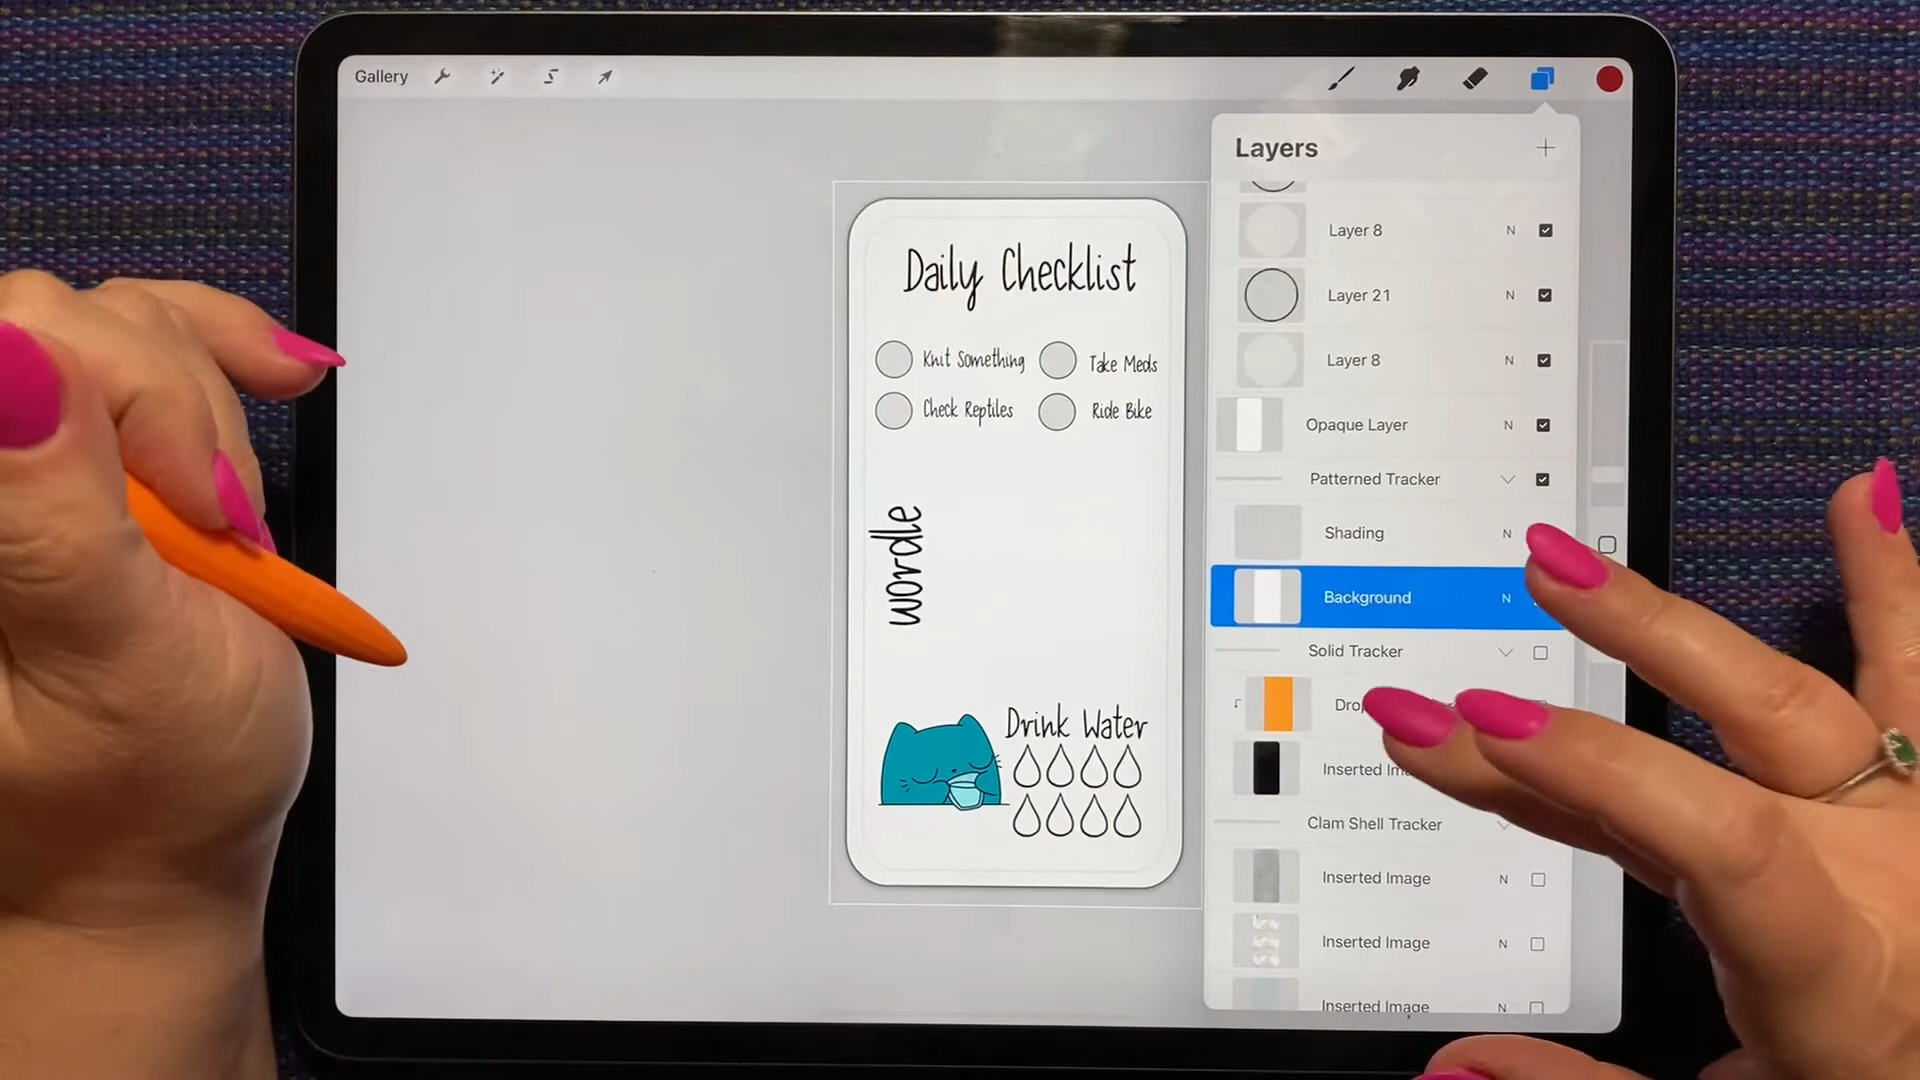 Gallery
Layers
Layer 8 N
Layer 21 N
Layer 8 N
Opaque Layer N
Patterned Tracker
Shading N
Background N
Solid Tracker
Inserted
Clam Shell Tracker
Inserted Image N
Inserted Image N
Inserted Image N
Daily Checklist
Knit Something
Take Meds
Check Reptiles
Ride Bike
wordle
Drink Water